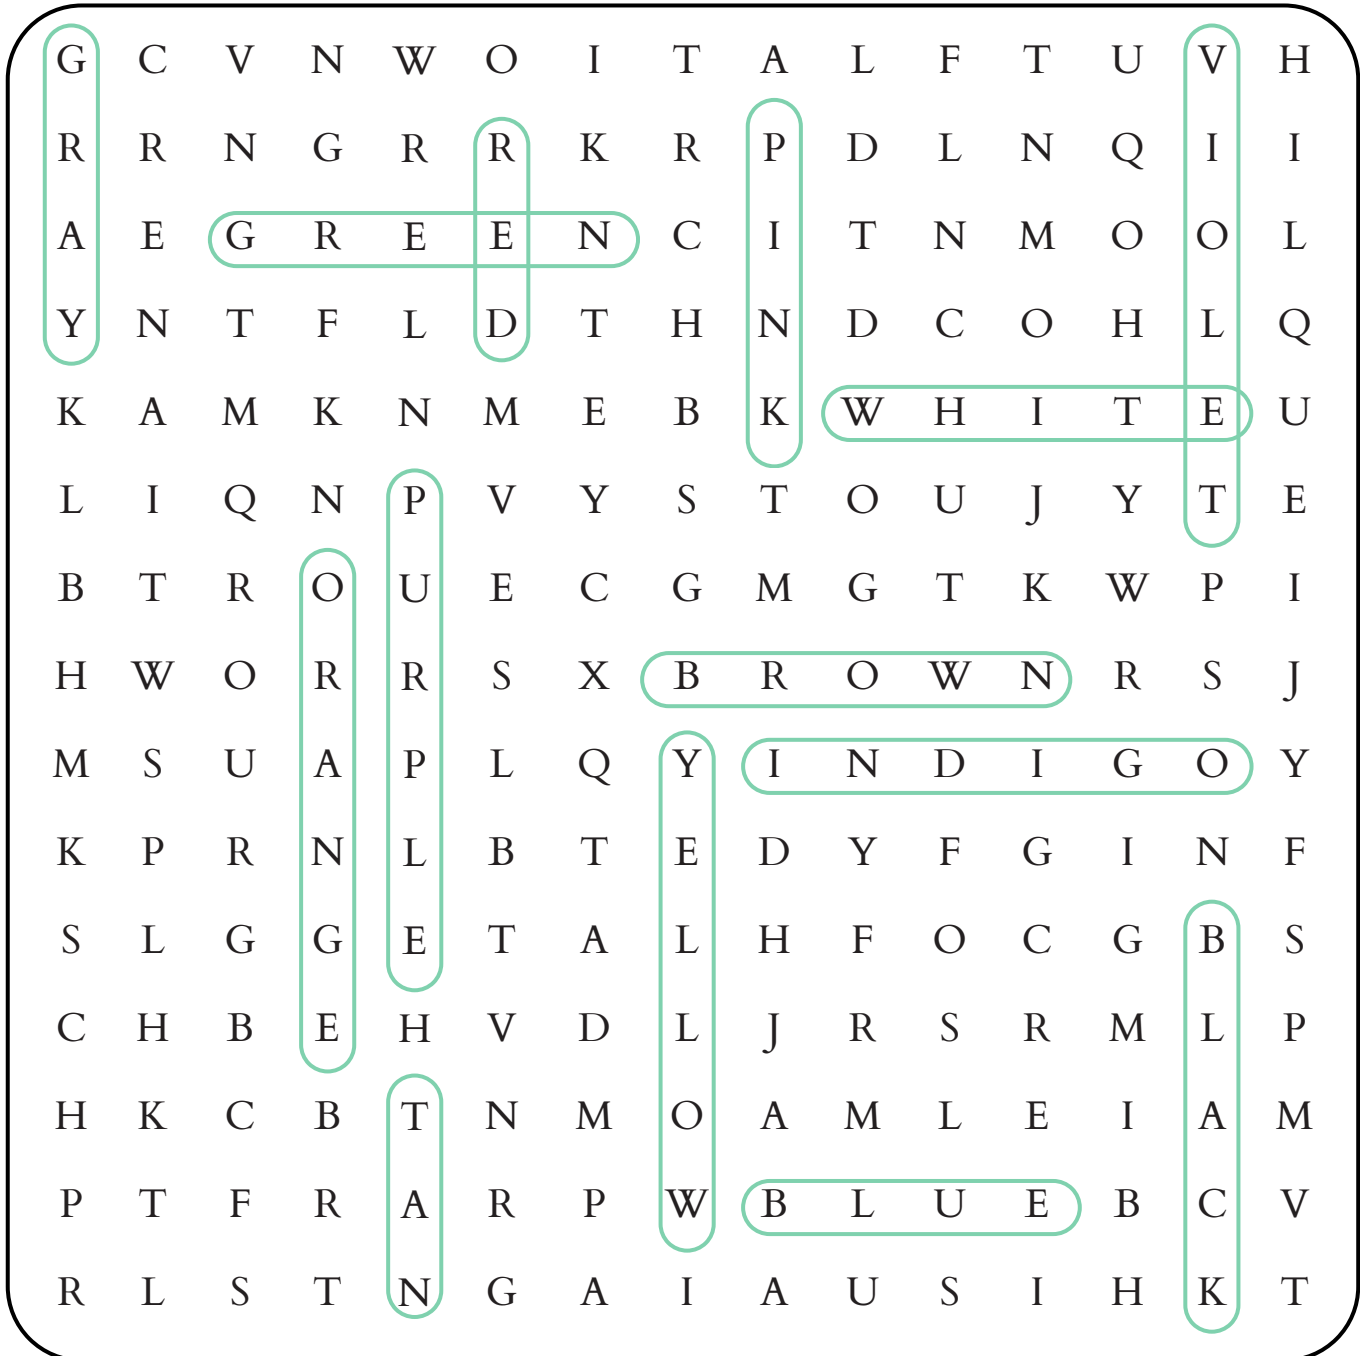 G C V N W O I T A L F T U V H
R R N G R R K R P D L N Q I I
A E G R E E N C I T N M O O L
Y N T F L D T H N D C O H L Q
K A M K N M E B K W H I T E U
L I Q N P V Y S T O U J Y T E
B T R O U E C G M G T K W P I
H W O R R S X B R O W N R S J
M S U A P L Q Y I N D I G O Y
K P R N L B T E D Y F G I N F
S L G G E T A L H F O C G B S
C H B E H V D L J R S R M L P
H K C B T N M O A M L E I A M
P T F R A R P W B L U E B C V
R L S T N G A I A U S I H K T